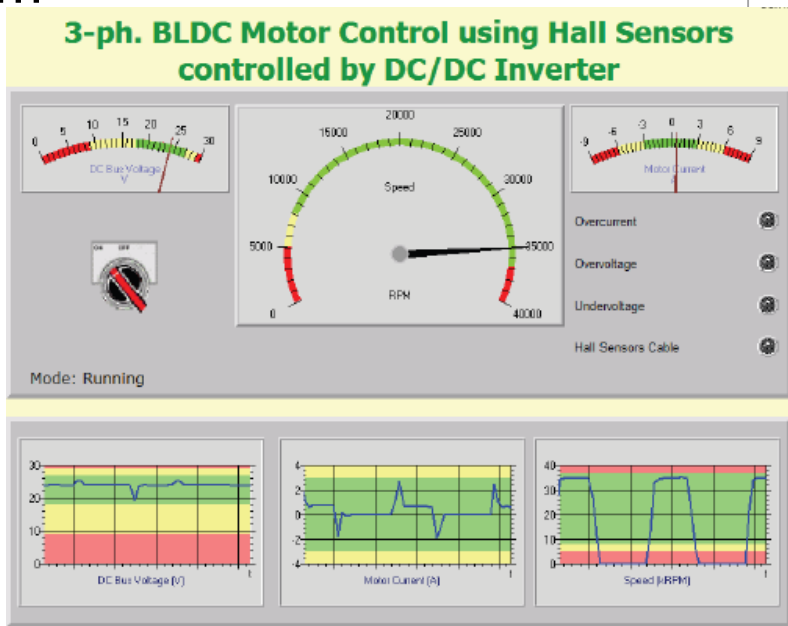 3-ph. BLDC Motor Control using Hall Sensors
controlled by DC/DC Inverter
0 5 10 15 20 25 30
DC Bus Voltage
V
ON OFF
Mode: Running
0 5000 10000 15000 20000 25000 30000 35000 40000
Speed
RPM
-9 -6 -3 0 3 6 9
Motor Current
Overcurrent
Overvoltage
Undervoltage
Hall Sensors Cable
30
20
10
0
t
DC Bus Voltage (V)
4
2
0
-2
-4
t
Motor Current (A)
40
30
20
10
0
t
Speed (kRPM)